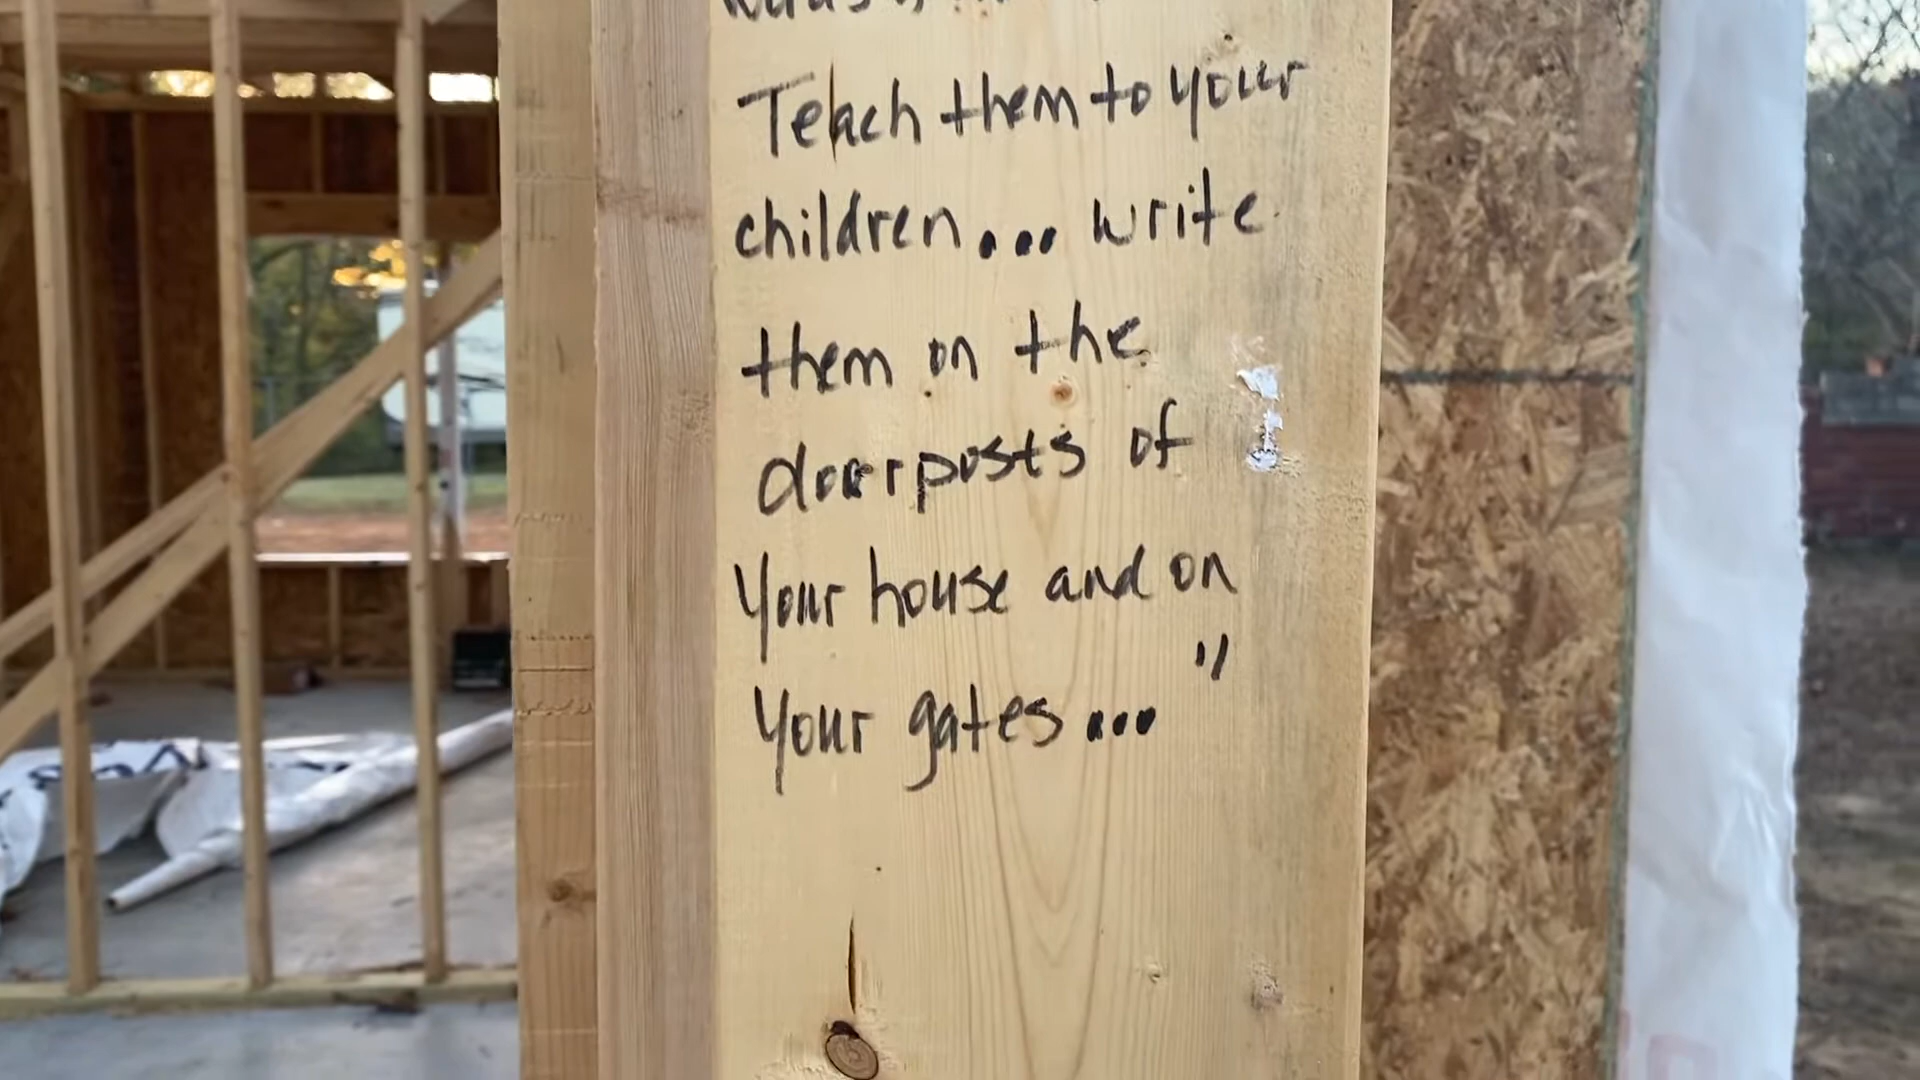 Teach them to your
children... write
them on the
doorposts of
your house and on
your gates..."